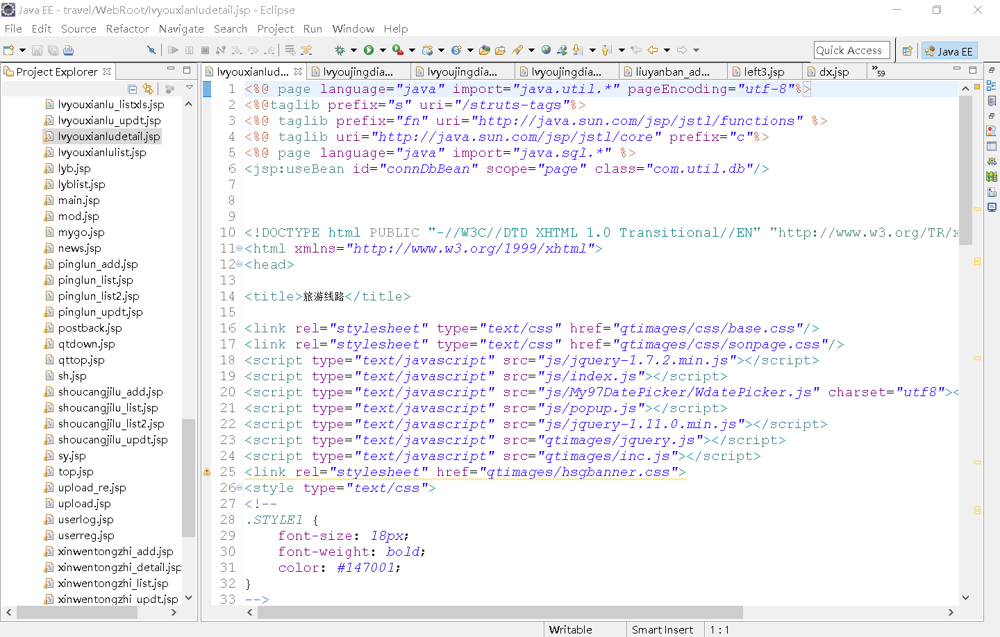 Java EE - travel/WebRoot/lvyouxianludetail.jsp - Eclipse
File Edit Source Refactor Navigate Search Project Run Window Help
Quick Access
Java EE
Project Explorer
lvyouxianlu_listxls.jsp
lvyouxianlu_updt.jsp
lvyouxianludetail.jsp
lvyouxianlulist.jsp
lyb.jsp
lyblist.jsp
main.jsp
mod.jsp
mygo.jsp
news.jsp
pinglun_add.jsp
pinglun_list.jsp
pinglun_list2.jsp
pinglun_updt.jsp
postback.jsp
qtdown.jsp
qttop.jsp
sh.jsp
shoucangjilu_add.jsp
shoucangjilu_list.jsp
shoucangjilu_list2.jsp
shoucangjilu_updt.jsp
sy.jsp
top.jsp
upload_re.jsp
upload.jsp
userlog.jsp
userreg.jsp
xinwentongzhi_add.jsp
xinwentongzhi_detail.jsp
xinwentongzhi_list.jsp
xinwentongzhi_updt.jsp
lvyouxianlud... lvyoujingdia... lvyoujingdia... lvyoujingdia... liuyanban_ad... left3.jsp dx.jsp »59
1 <%@ page language="java" import="java.util.*" pageEncoding="utf-8"%>
2 <%@taglib prefix="s" uri="/struts-tags"%>
3 <%@ taglib prefix="fn" uri="http://java.sun.com/jsp/jstl/functions" %>
4 <%@ taglib uri="http://java.sun.com/jsp/jstl/core" prefix="c"%>
5 <%@ page language="java" import="java.sql.*" %>
6 <jsp:useBean id="connDbBean" scope="page" class="com.util.db"/>
7
8
9
10 <!DOCTYPE html PUBLIC "-//W3C//DTD XHTML 1.0 Transitional//EN" "http://www.w3.org/TR/x
11 <html xmlns="http://www.w3.org/1999/xhtml">
12 <head>
13
14 <title>旅游线路</title>
15
16 <link rel="stylesheet" type="text/css" href="qtimages/css/base.css"/>
17 <link rel="stylesheet" type="text/css" href="qtimages/css/sonpage.css"/>
18 <script type="text/javascript" src="js/jquery-1.7.2.min.js"></script>
19 <script type="text/javascript" src="js/index.js"></script>
20 <script type="text/javascript" src="js/My97DatePicker/WdatePicker.js" charset="utf8"><
21 <script type="text/javascript" src="js/popup.js"></script>
22 <script type="text/javascript" src="js/jquery-1.11.0.min.js"></script>
23 <script type="text/javascript" src="qtimages/jquery.js"></script>
24 <script type="text/javascript" src="qtimages/inc.js"></script>
25 <link rel="stylesheet" href="qtimages/hsgbanner.css">
26 <style type="text/css">
27 <!--
28 .STYLE1 {
29 font-size: 18px;
30 font-weight: bold;
31 color: #147001;
32 }
33 -->
Writable Smart Insert 1 : 1